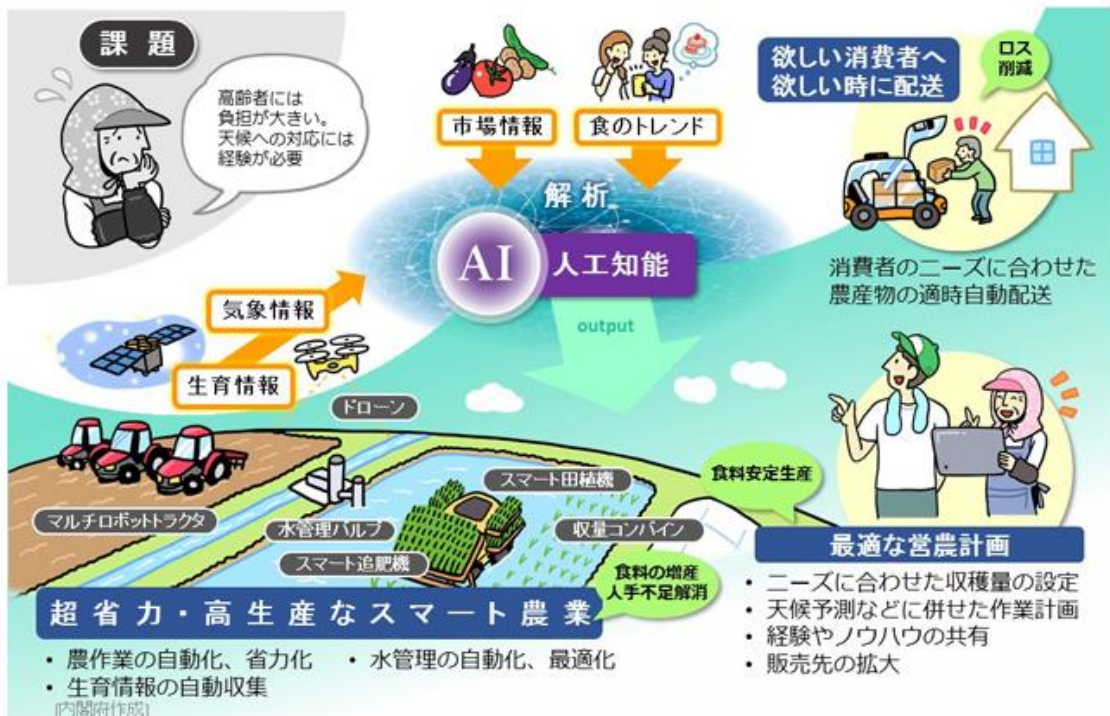 課題
高齢者には
負担が大きい。
天候への対応には
経験が必要
市場情報
食のトレンド
解析
AI 人工知能
output
気象情報
生育情報
欲しい消費者へ
欲しい時に配送
ロス
削減
消費者のニーズに合わせた
農産物の適時自動配送
ドローン
マルチロボットトラクタ
水管理バルブ
スマート追肥機
スマート田植機
収量コンバイン
食料安定生産
食料の増産
人手不足解消
超省力・高生産なスマート農業
• 農作業の自動化、省力化 • 水管理の自動化、最適化
• 生育情報の自動収集
[内閣府作成]
最適な営農計画
• ニーズに合わせた収穫量の設定
• 天候予測などに併せた作業計画
• 経験やノウハウの共有
• 販売先の拡大